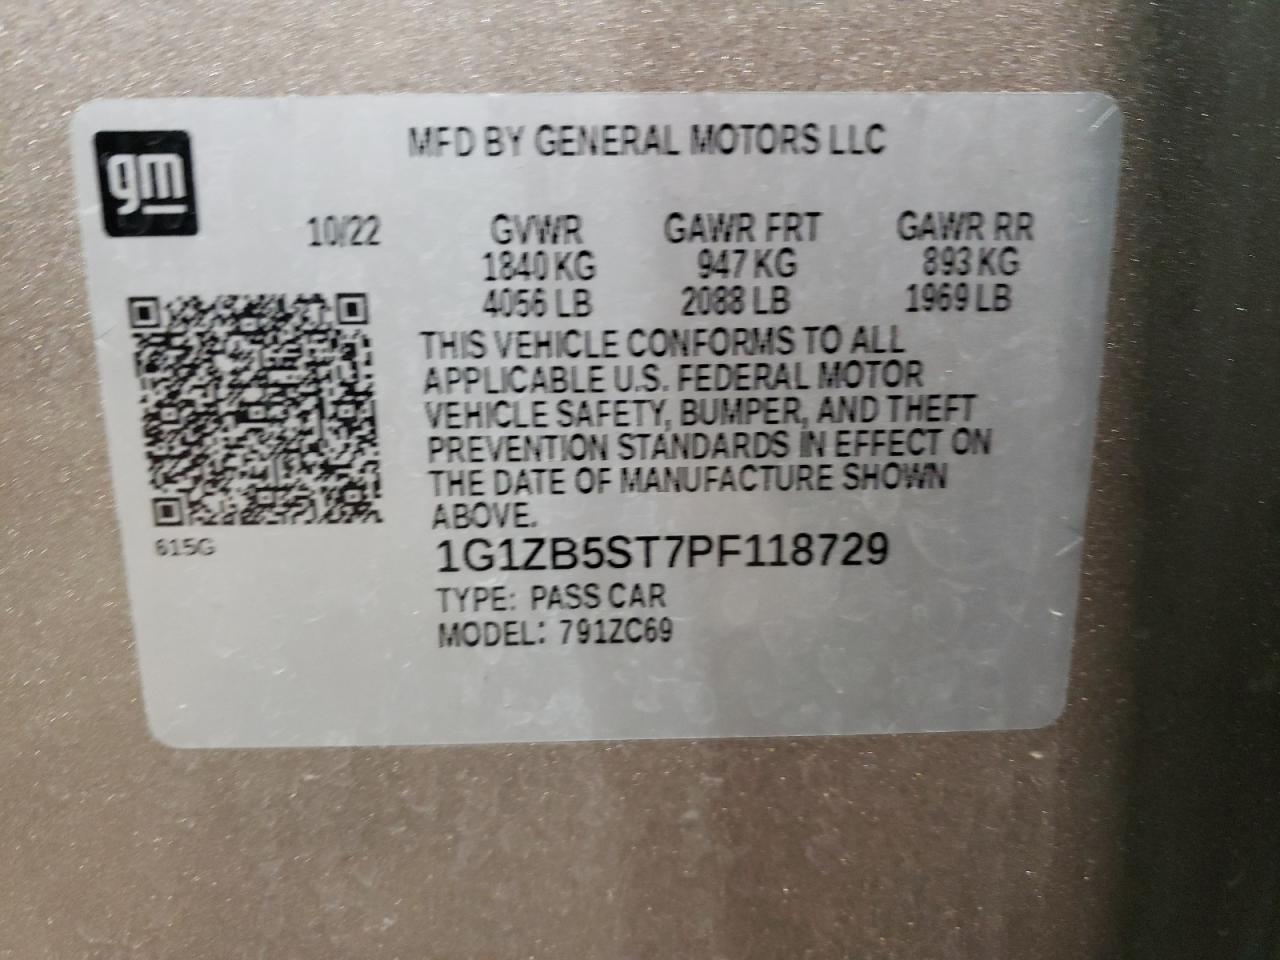 gm
MFD BY GENERAL MOTORS LLC
10/22 GVWR GAWR FRT GAWR RR
1840 KG 947 KG 893 KG
4056 LB 2088 LB 1969 LB
THIS VEHICLE CONFORMS TO ALL
APPLICABLE U.S. FEDERAL MOTOR
VEHICLE SAFETY, BUMPER, AND THEFT
PREVENTION STANDARDS IN EFFECT ON
THE DATE OF MANUFACTURE SHOWN
ABOVE.
615G
1G1ZB5ST7PF118729
TYPE: PASS CAR
MODEL: 791ZC69